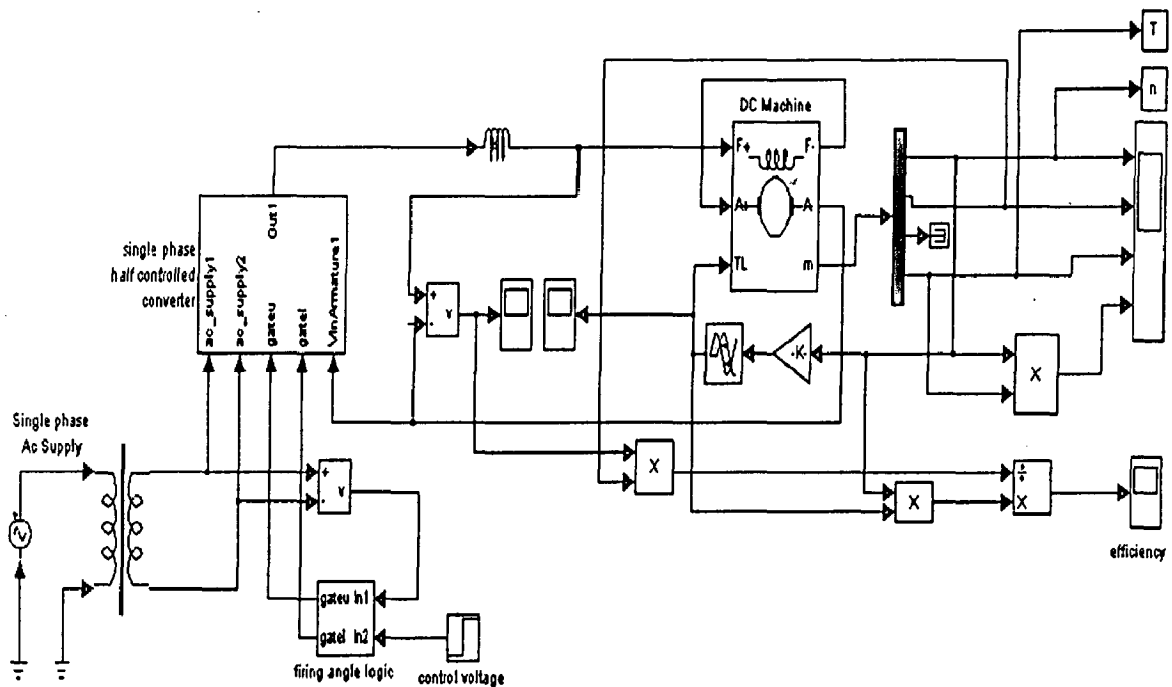 T
n
DC Machine
F+
F-
A+
A-
TL
m
m
Out1
ac_supply1
ac_supply2
gateu
gatel
VinArmature1
single phase
half controlled
converter
+
-
v
-K-
X
Single phase
Ac Supply
+
-
v
X
X
÷
X
efficiency
gateu In1
gatel In2
firing angle logic
control voltage